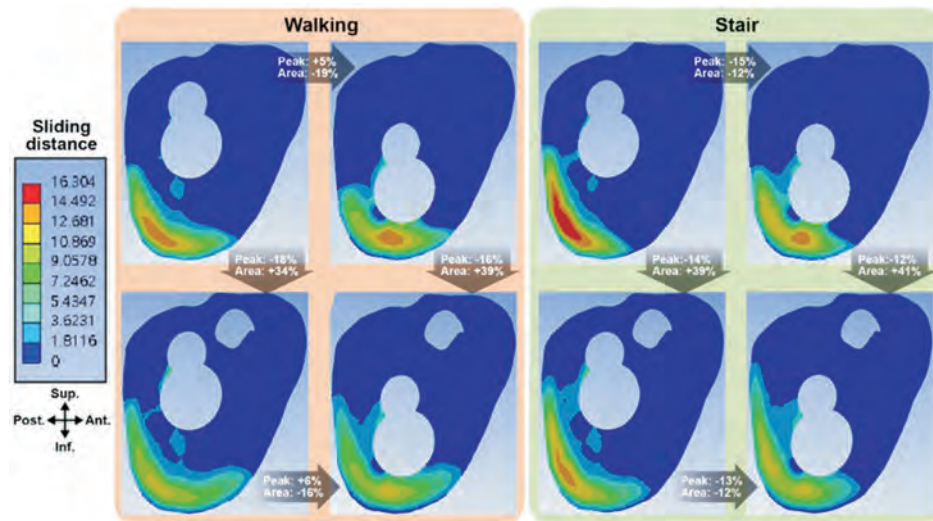 Walking
Stair
Peak: +5%
Area: -19%
Peak: -15%
Area: -12%
Sliding
distance
16.304
14.492
12.681
10.869
9.0578
7.2462
5.4347
3.6231
1.8116
0
Peak: -18%
Area: +34%
Peak: -16%
Area: +39%
Peak: -14%
Area: +39%
Peak: -12%
Area: +41%
Sup.
Post.
Ant.
Inf.
Peak: +6%
Area: -16%
Peak: -13%
Area: -12%